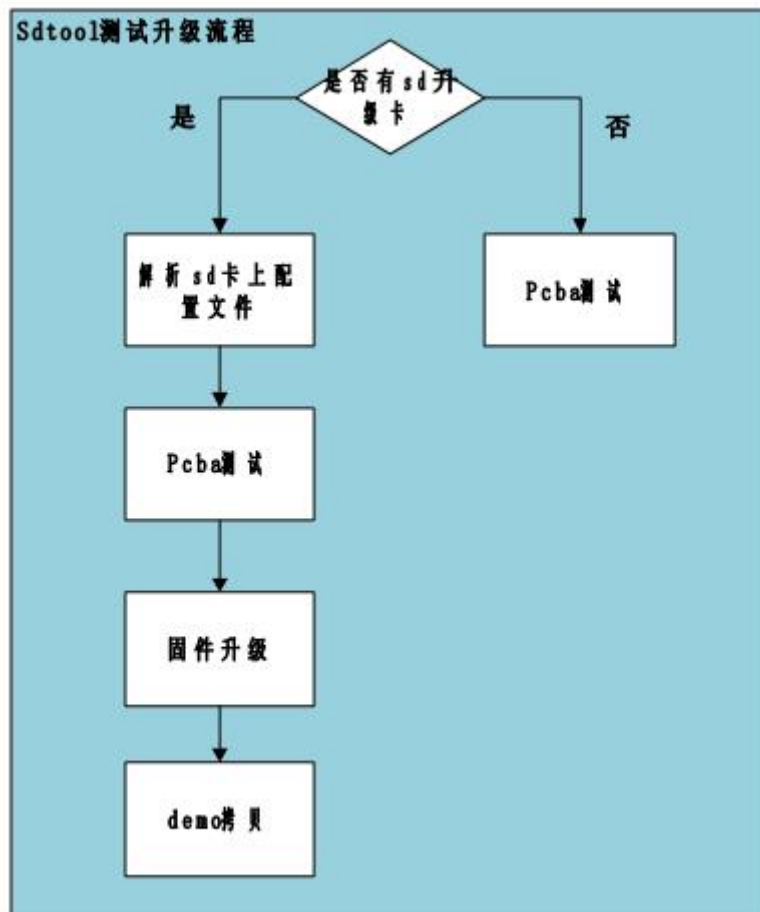 Sdtool测试升级流程
是否有sd升
级卡
是
否
解析sd卡上配
置文件
Pcba测试
Pcba测试
固件升级
demo拷贝